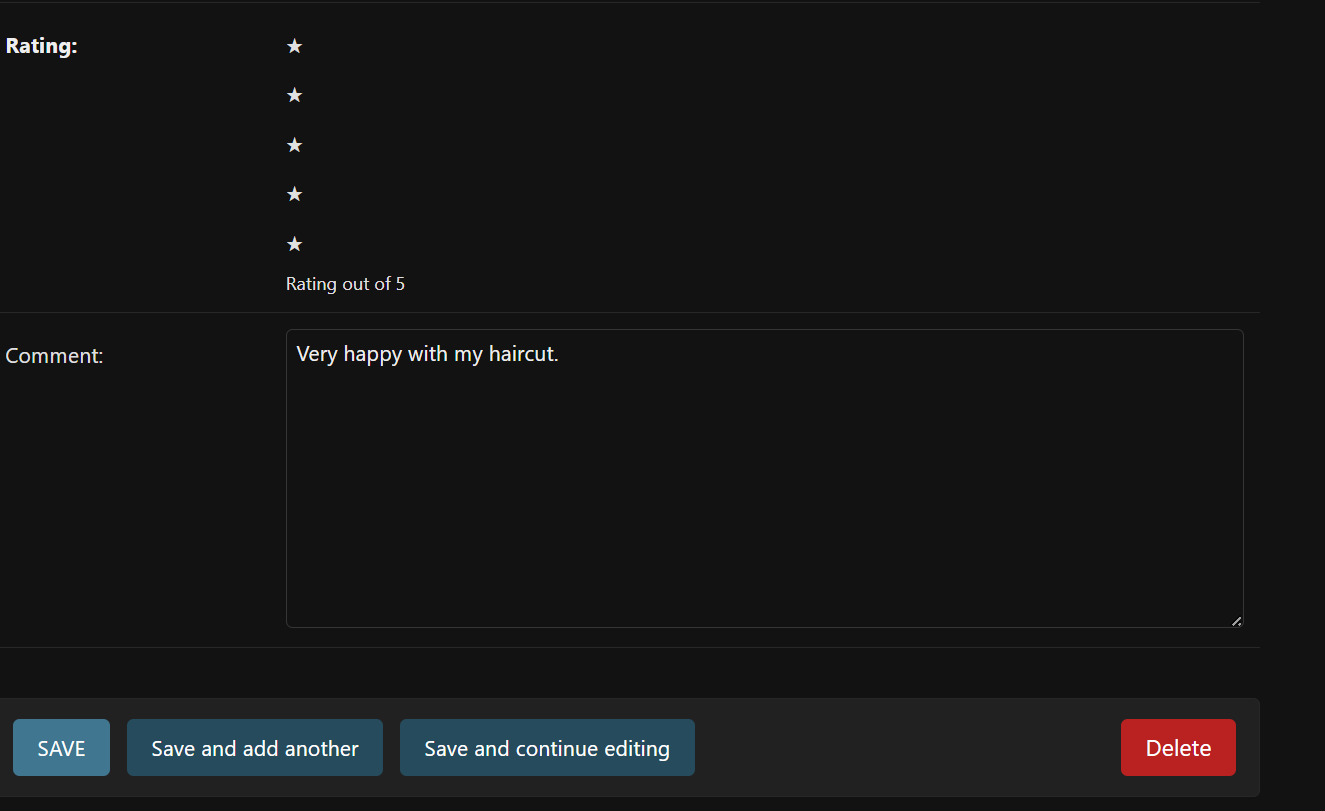 Rating:
★
★
★
★
★
Rating out of 5
Comment:
Very happy with my haircut.
SAVE
Save and add another
Save and continue editing
Delete